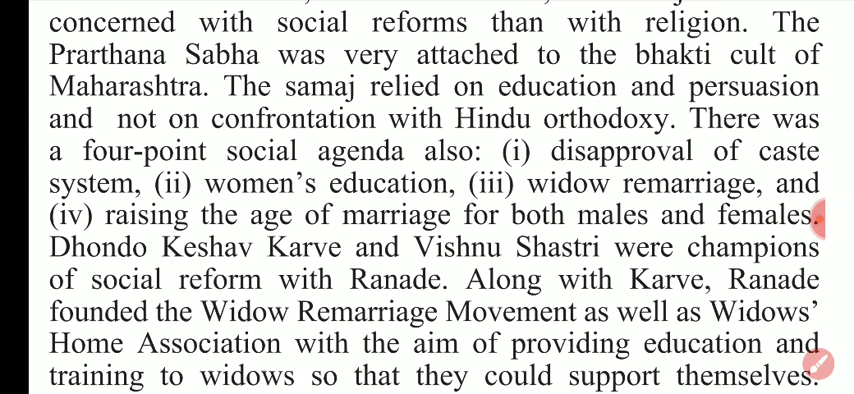 concerned with social reforms than with religion. The
Prarthana Sabha was very attached to the bhakti cult of
Maharashtra. The samaj relied on education and persuasion
and not on confrontation with Hindu orthodoxy. There was
a four-point social agenda also: (i) disapproval of caste
system, (ii) women’s education, (iii) widow remarriage, and
(iv) raising the age of marriage for both males and females.
Dhondo Keshav Karve and Vishnu Shastri were champions
of social reform with Ranade. Along with Karve, Ranade
founded the Widow Remarriage Movement as well as Widows’
Home Association with the aim of providing education and
training to widows so that they could support themselves.